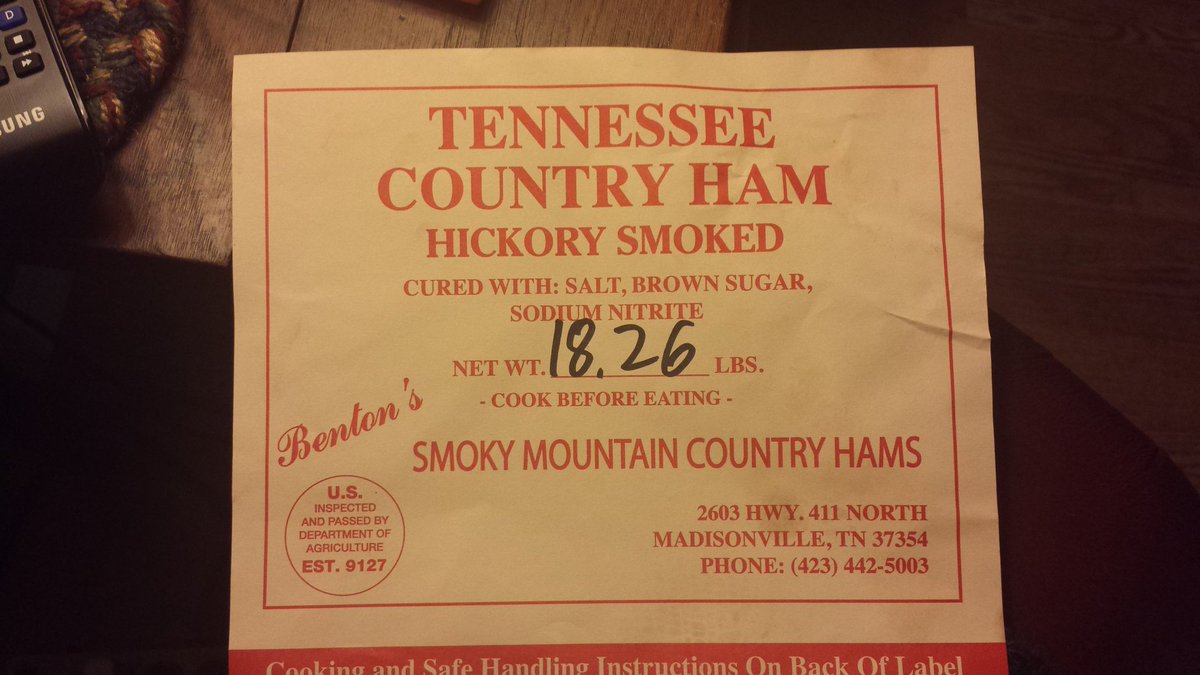 D
UNG
TENNESSEE
COUNTRY HAM
HICKORY SMOKED
CURED WITH: SALT, BROWN SUGAR,
SODIUM NITRITE
NET WT. 18.26 LBS.
- COOK BEFORE EATING -
Benton's
SMOKY MOUNTAIN COUNTRY HAMS
U.S.
INSPECTED
AND PASSED BY
DEPARTMENT OF
AGRICULTURE
EST. 9127
2603 HWY. 411 NORTH
MADISONVILLE, TN 37354
PHONE: (423) 442-5003
Cooking and Safe Handling Instructions On Back Of Label